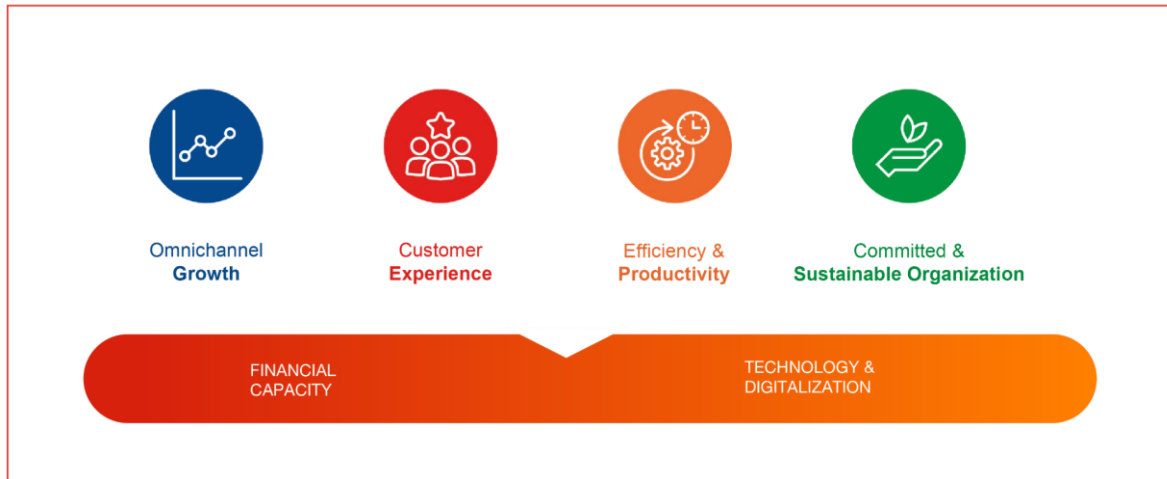 Omnichannel
Growth
Customer
Experience
Efficiency &
Productivity
Committed &
Sustainable Organization
FINANCIAL
CAPACITY
TECHNOLOGY &
DIGITALIZATION